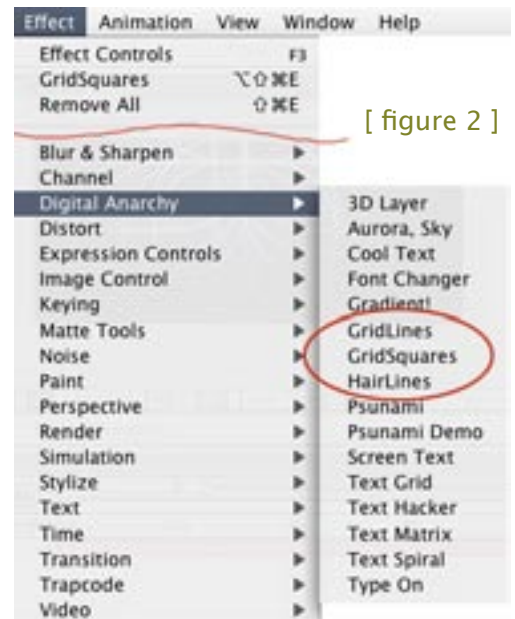 Effect Animation View Window Help
Effect Controls F3
GridSquares ⌥⇧⌘E
Remove All ⇧⌘E
[ figure 2 ]
Blur & Sharpen
Channel
Digital Anarchy
Distort
Expression Controls
Image Control
Keying
Matte Tools
Noise
Paint
Perspective
Render
Simulation
Stylize
Text
Time
Transition
Trapcode
Video
3D Layer
Aurora, Sky
Cool Text
Font Changer
Gradient!
GridLines
GridSquares
HairLines
Psunami
Psunami Demo
Screen Text
Text Grid
Text Hacker
Text Matrix
Text Spiral
Type On